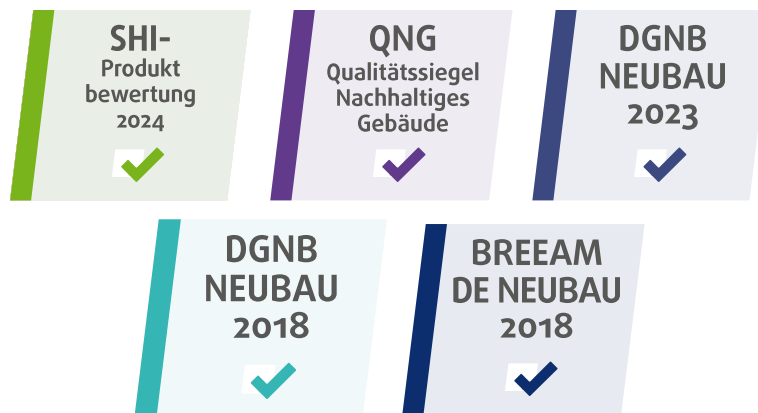 SHI-
Produkt
bewertung
2024
QNG
Qualitätssiegel
Nachhaltiges
Gebäude
DGNB
NEUBAU
2023
DGNB
NEUBAU
2018
BREEAM
DE NEUBAU
2018